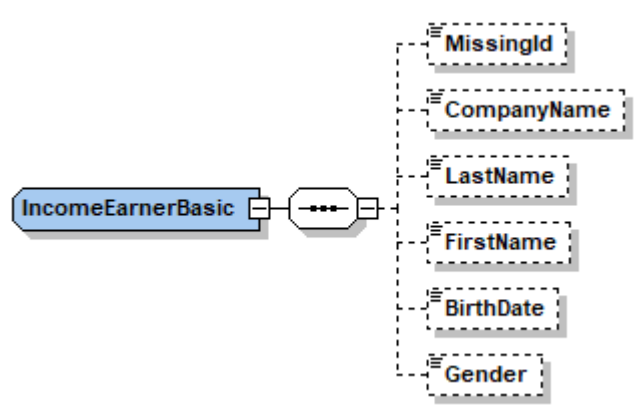 MissingId
CompanyName
LastName
IncomeEarnerBasic
FirstName
BirthDate
Gender